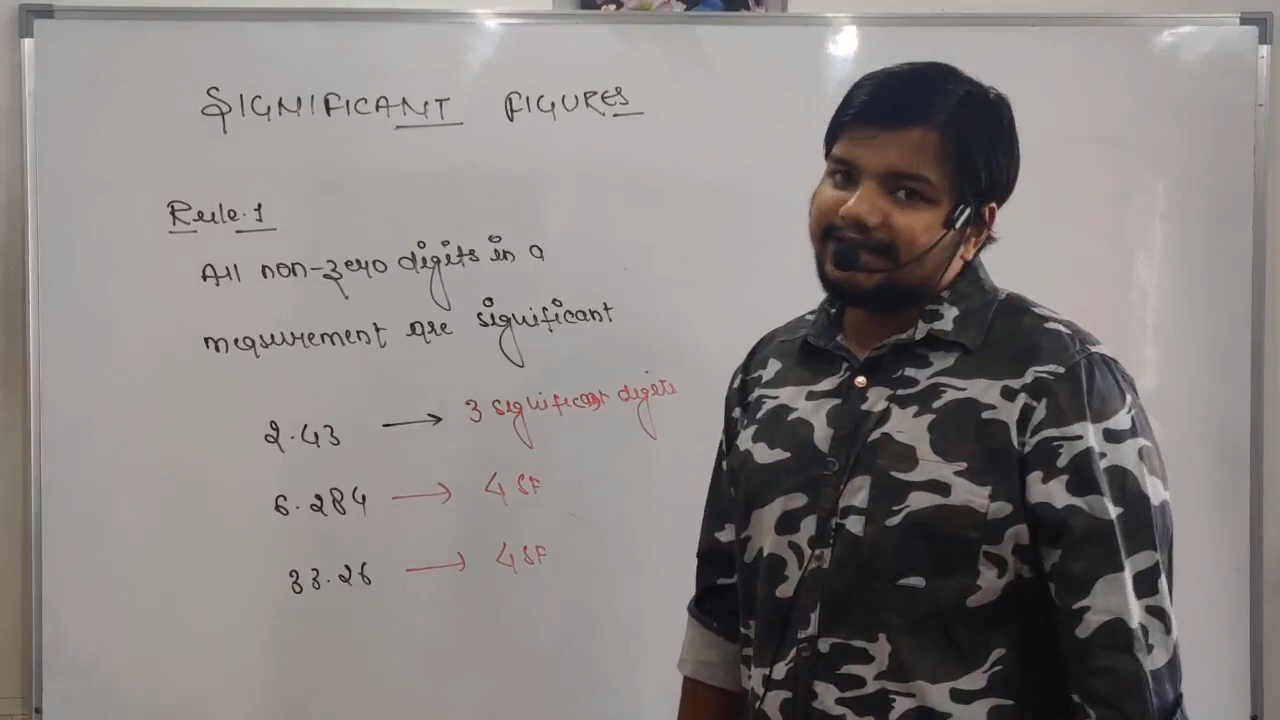 SIGNIFICANT FIGURES
Rule.1
All non-zero digits in a
measurement are significant
2.43 → 3 significant digits
6.284 → 4 SF
33.26 → 4 SF